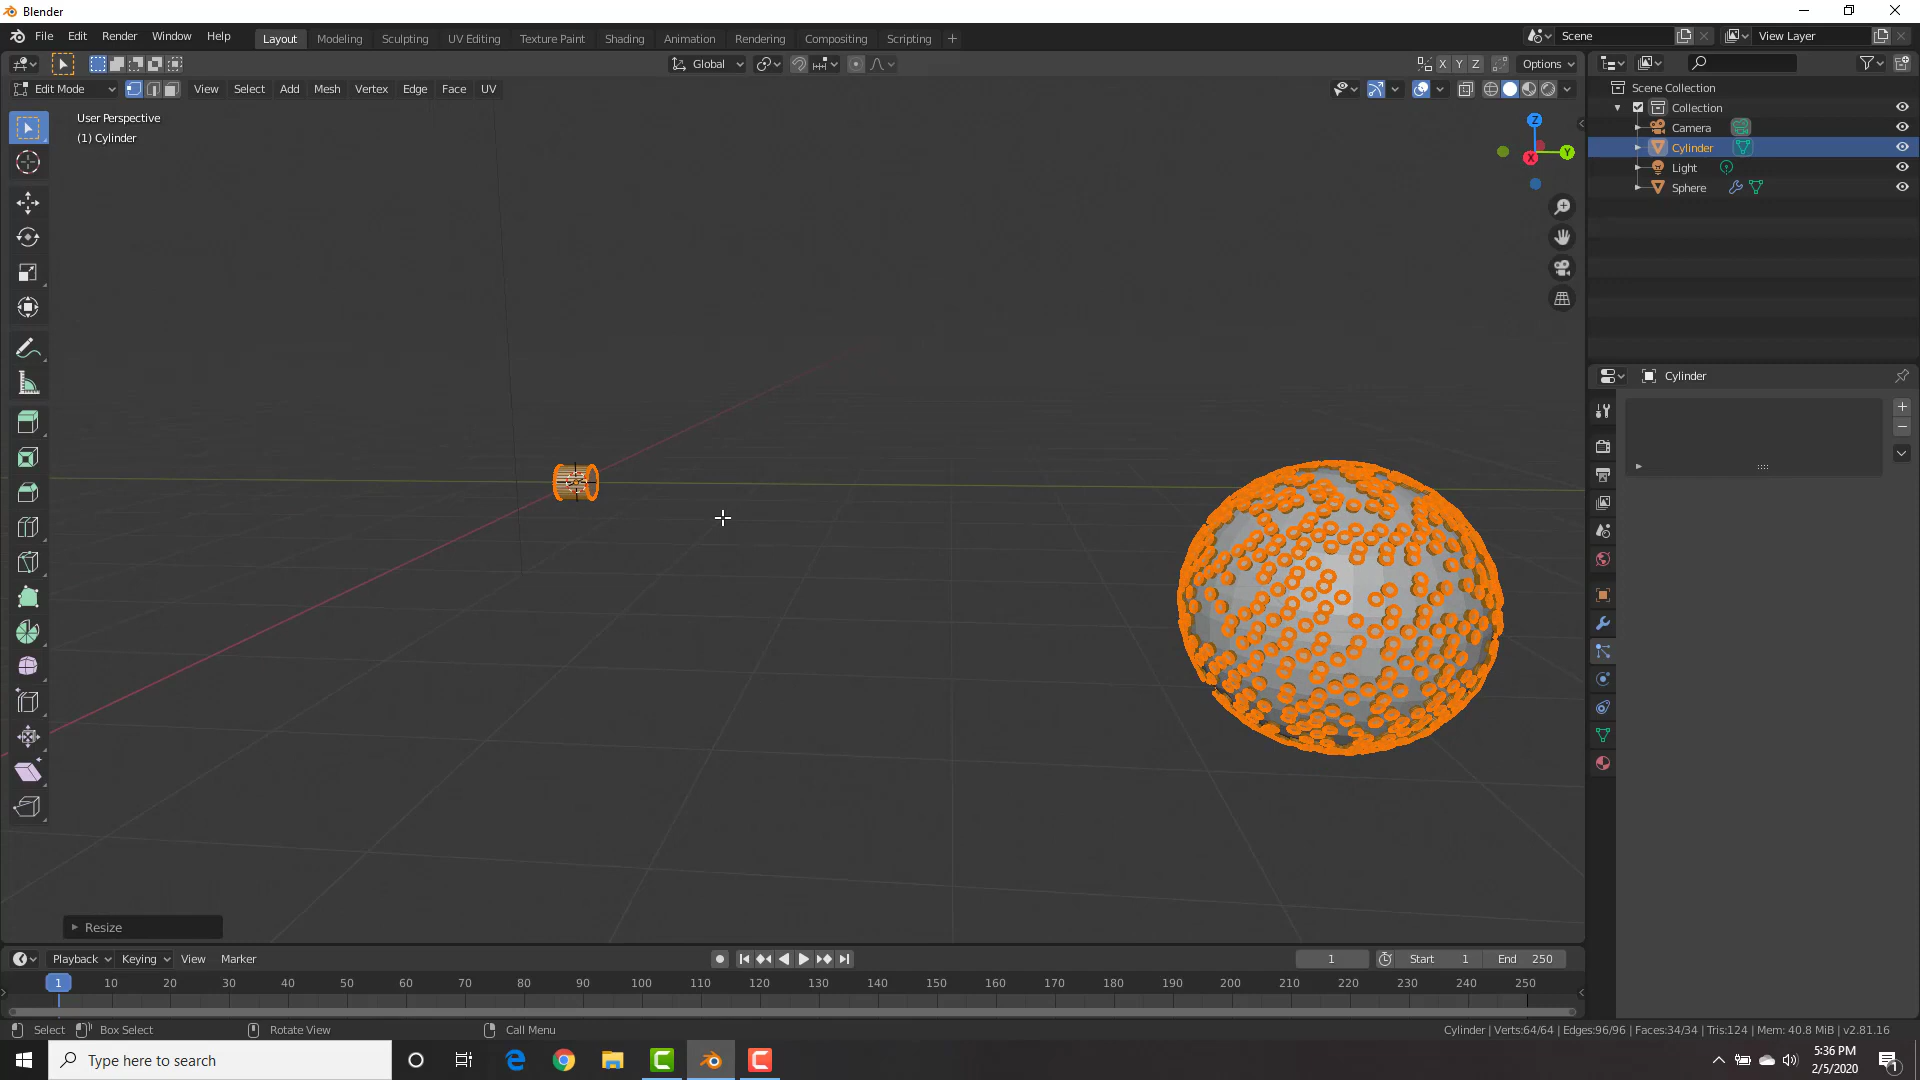 Blender
File Edit Render Window Help
Layout Modeling Sculpting UV Editing Texture Paint Shading Animation Rendering Compositing Scripting +
Scene
View Layer
Global
X Y Z
Options
Edit Mode
View Select Add Mesh Vertex Edge Face UV
User Perspective
(1) Cylinder
Z
Y
X
Scene Collection
Collection
Camera
Cylinder
Light
Sphere
Cylinder
Resize
Playback Keying View Marker
1
Start 1
End 250
1 10 20 30 40 50 60 70 80 90 100 110 120 130 140 150 160 170 180 190 200 210 220 230 240 250
Select Box Select Rotate View Call Menu
Cylinder | Verts:64/64 | Edges:96/96 | Faces:34/34 | Tris:124 | Mem: 40.8 MiB | v2.81.16
Type here to search
5:36 PM
2/5/2020
1